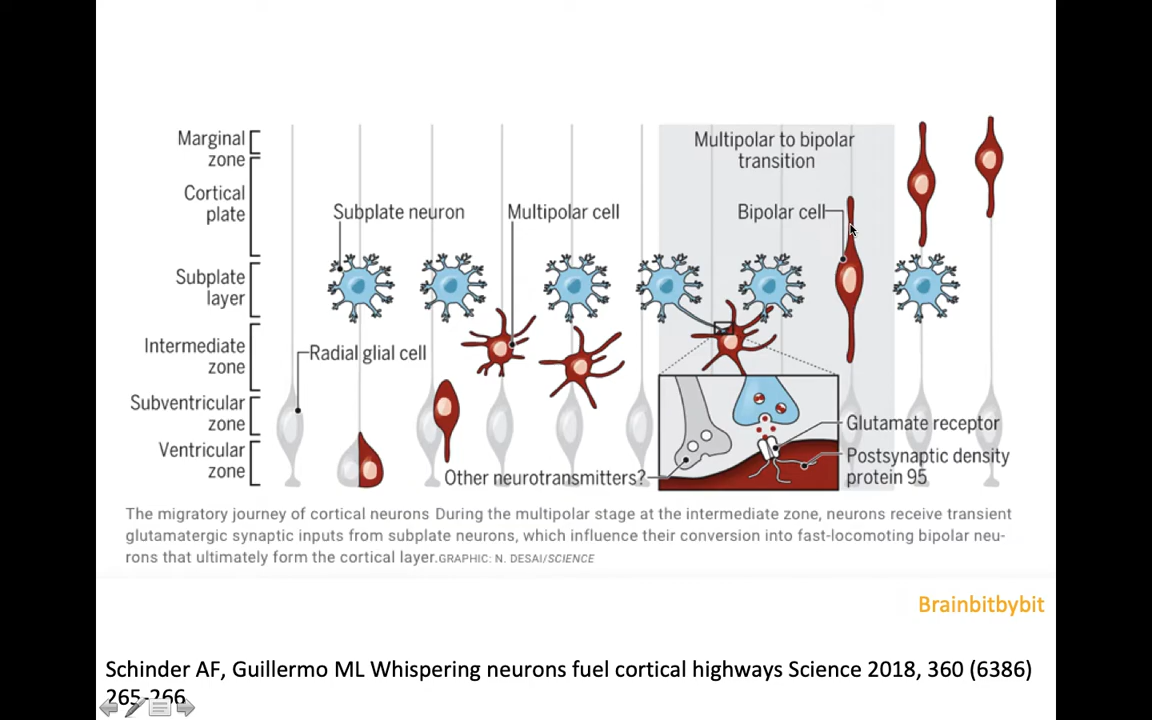 Marginal
zone
Multipolar to bipolar
transition
Cortical
plate
Subplate neuron
Multipolar cell
Bipolar cell
Subplate
layer
Intermediate
zone
Radial glial cell
Subventricular
zone
Glutamate receptor
Ventricular
zone
Postsynaptic density
protein 95
Other neurotransmitters?
The migratory journey of cortical neurons During the multipolar stage at the intermediate zone, neurons receive transient
glutamatergic synaptic inputs from subplate neurons, which influence their conversion into fast-locomoting bipolar neu-
rons that ultimately form the cortical layer.GRAPHIC: N. DESAI/SCIENCE
Brainbitbybit
Schinder AF, Guillermo ML Whispering neurons fuel cortical highways Science 2018, 360 (6386)
265-266